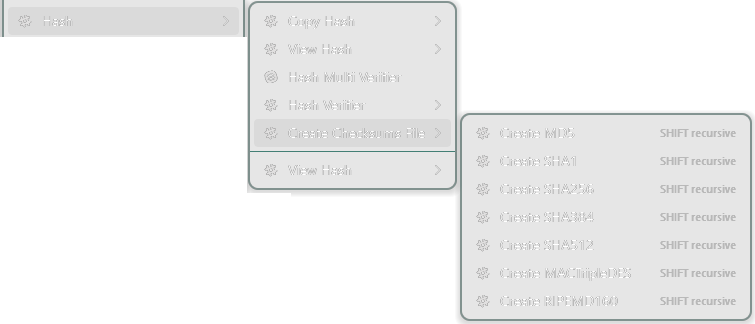 Hash
Copy Hash
View Hash
Hash Multi Verifier
Hash Verifier
Create Checksums File
View Hash
Create MD5 SHIFT recursive
Create SHA1 SHIFT recursive
Create SHA256 SHIFT recursive
Create SHA384 SHIFT recursive
Create SHA512 SHIFT recursive
Create MACTripleDES SHIFT recursive
Create RIPEMD160 SHIFT recursive